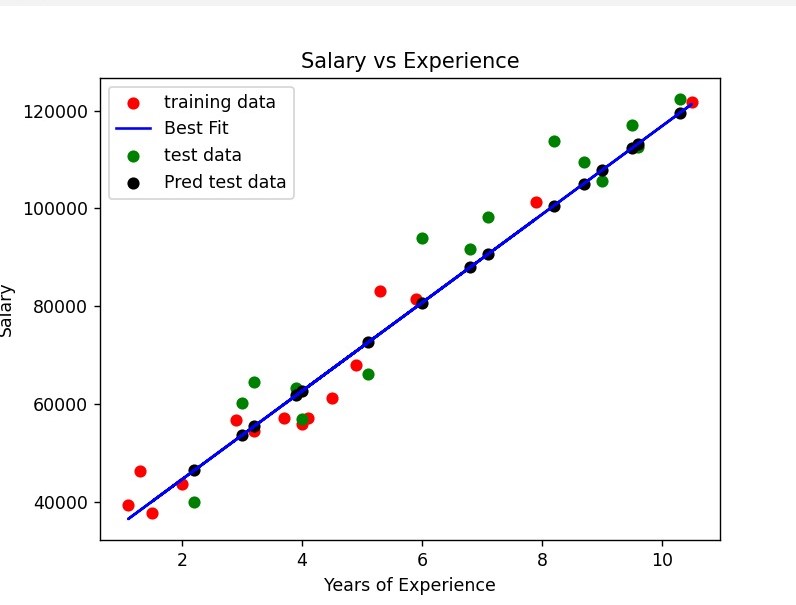 Salary vs Experience
training data
Best Fit
test data
Pred test data
120000
100000
80000
60000
40000
Salary
2 4 6 8 10
Years of Experience